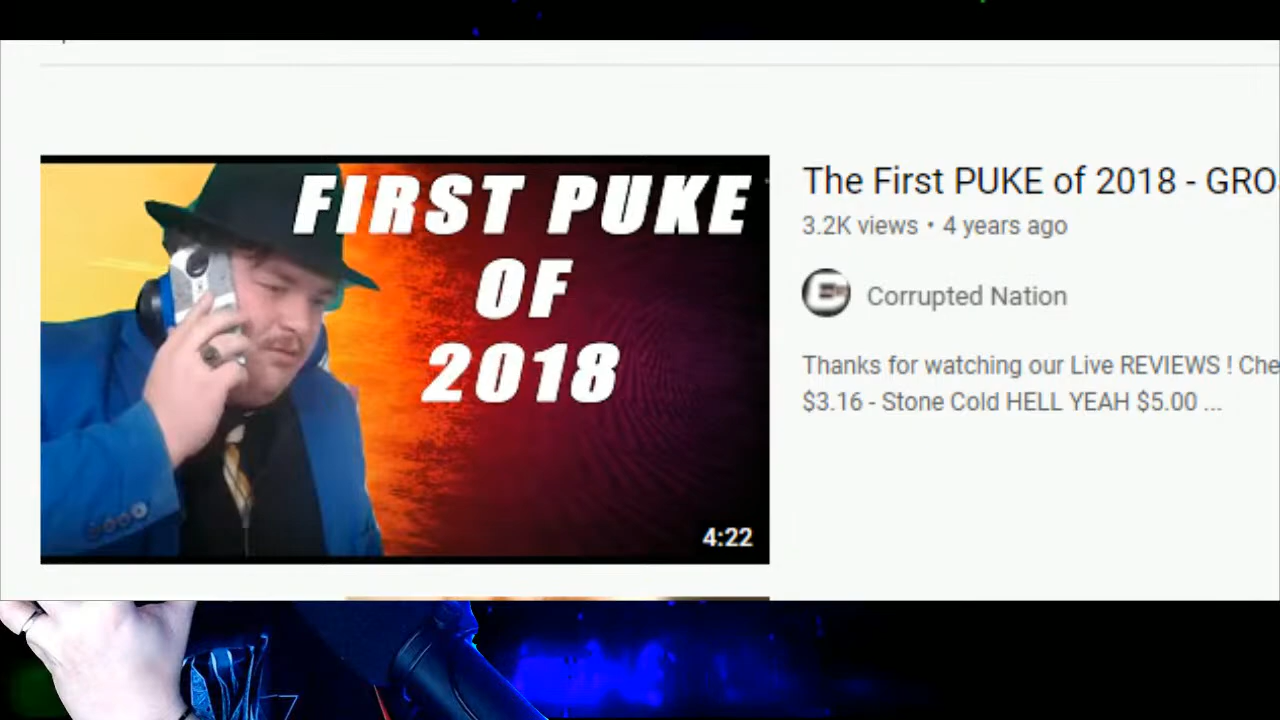 FIRST PUKE
OF
2018
4:22
The First PUKE of 2018 - GRO
3.2K views • 4 years ago
Corrupted Nation
Thanks for watching our Live REVIEWS ! Che
$3.16 - Stone Cold HELL YEAH $5.00 ...